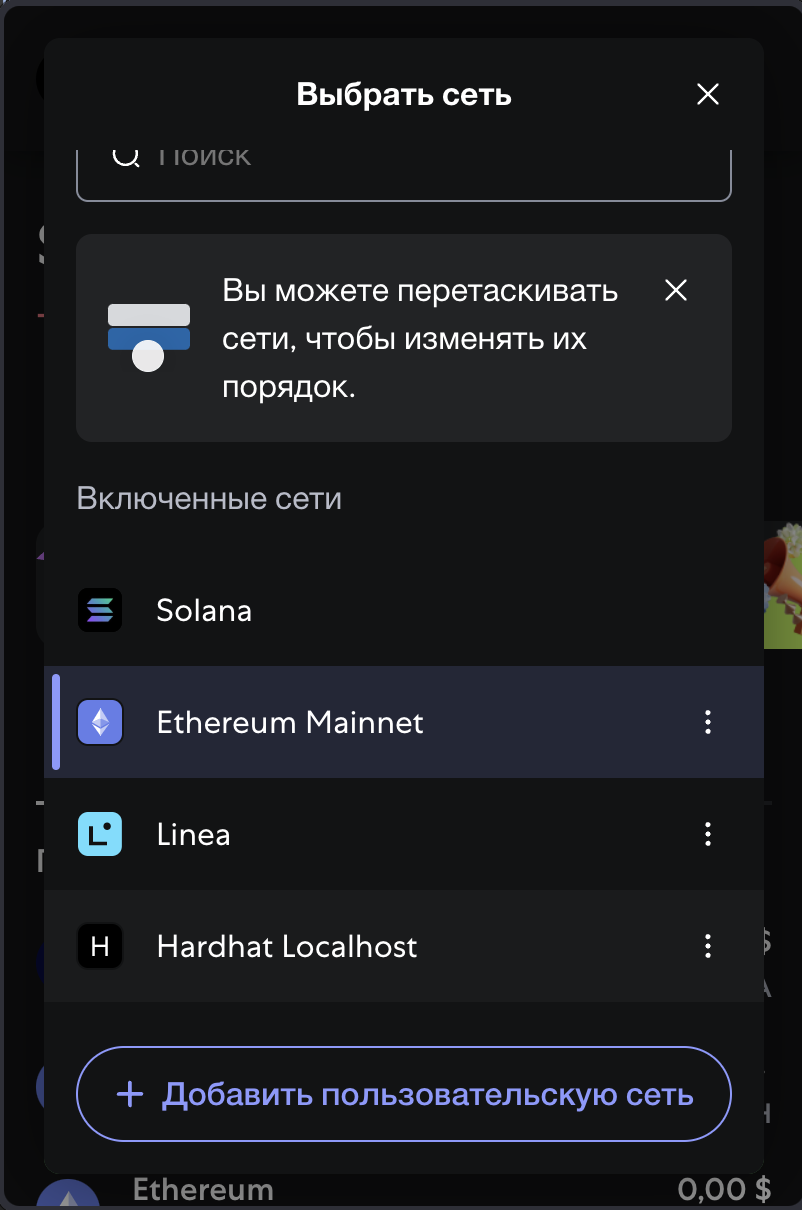 Выбрать сеть
Поиск
Вы можете перетаскивать
сети, чтобы изменять их
порядок.
Включенные сети
Solana
Ethereum Mainnet
Linea
H Hardhat Localhost
+ Добавить пользовательскую сеть
Ethereum 0,00 $